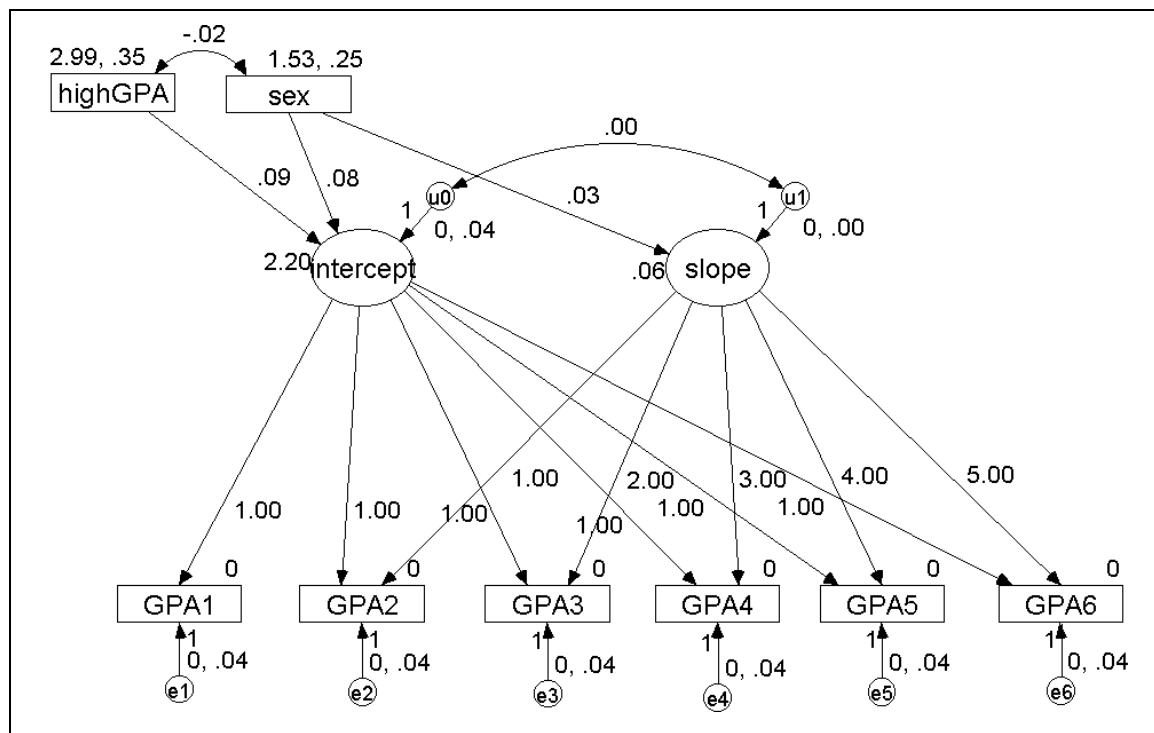 -.02
2.99, .35
1.53, .25
highGPA
sex
.00
.09
.08
.03
u0
u1
1
0, .04
1
0, .00
2.20
intercept
.06
slope
1.00
1.00
1.00
1.00
2.00
1.00
1.00
3.00
1.00
4.00
5.00
0
0
0
0
0
0
GPA1
GPA2
GPA3
GPA4
GPA5
GPA6
1
1
1
1
1
1
0, .04
0, .04
0, .04
0, .04
0, .04
0, .04
e1
e2
e3
e4
e5
e6